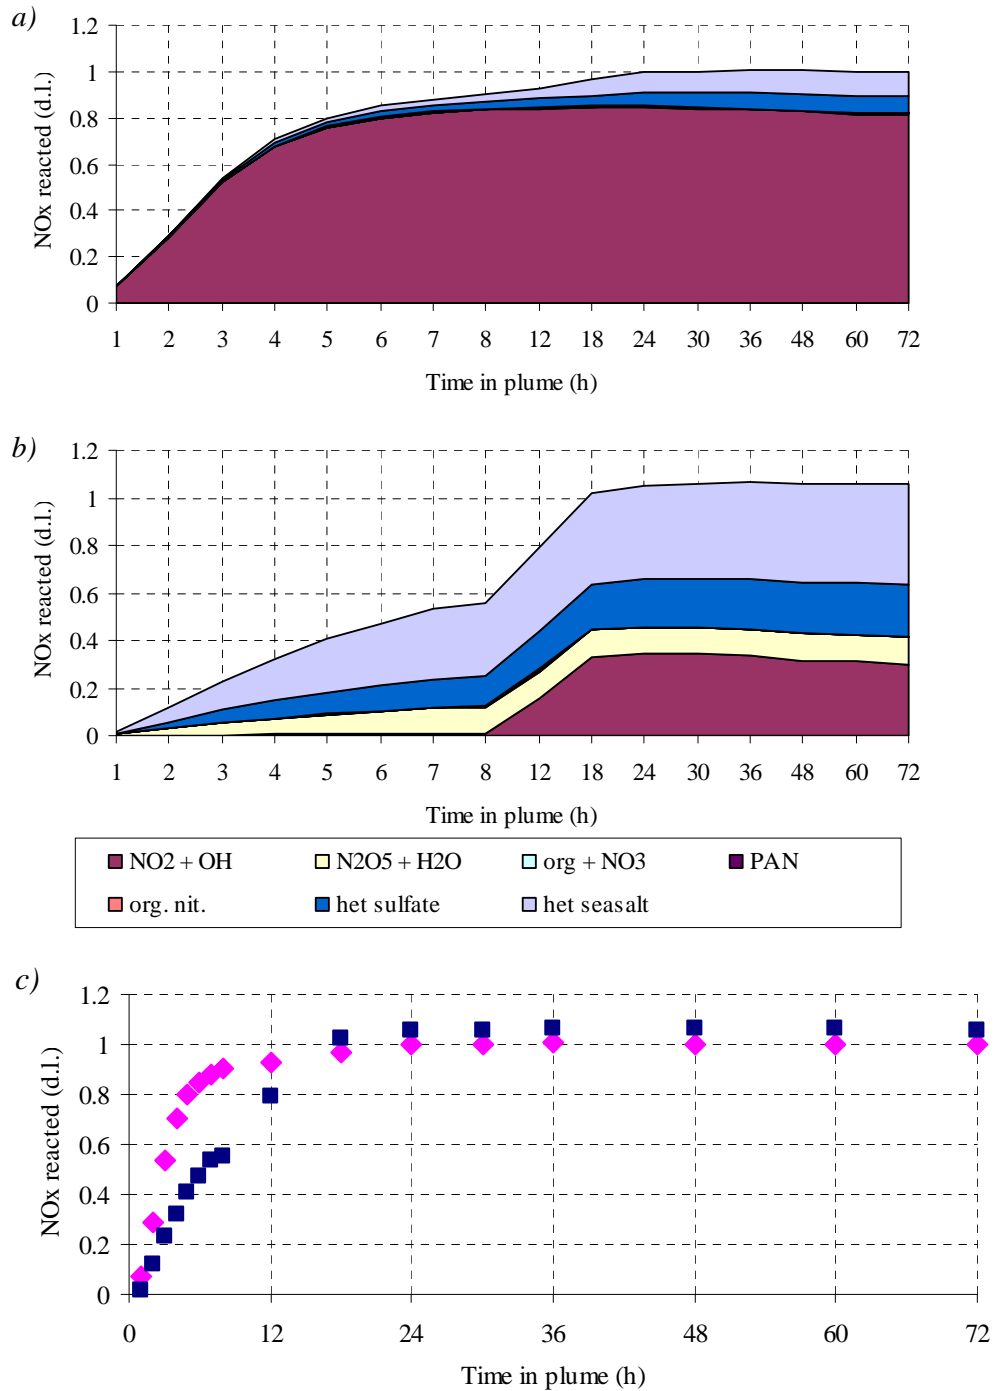 a)
NOx reacted (d.l.)
1.2
1
0.8
0.6
0.4
0.2
0
1 2 3 4 5 6 7 8 12 18 24 30 36 48 60 72
Time in plume (h)
b)
NOx reacted (d.l.)
1.2
1
0.8
0.6
0.4
0.2
0
1 2 3 4 5 6 7 8 12 18 24 30 36 48 60 72
Time in plume (h)
NO2 + OH N2O5 + H2O org + NO3 PAN
org. nit. het sulfate het seasalt
c)
NOx reacted (d.l.)
1.2
1
0.8
0.6
0.4
0.2
0
0 12 24 36 48 60 72
Time in plume (h)